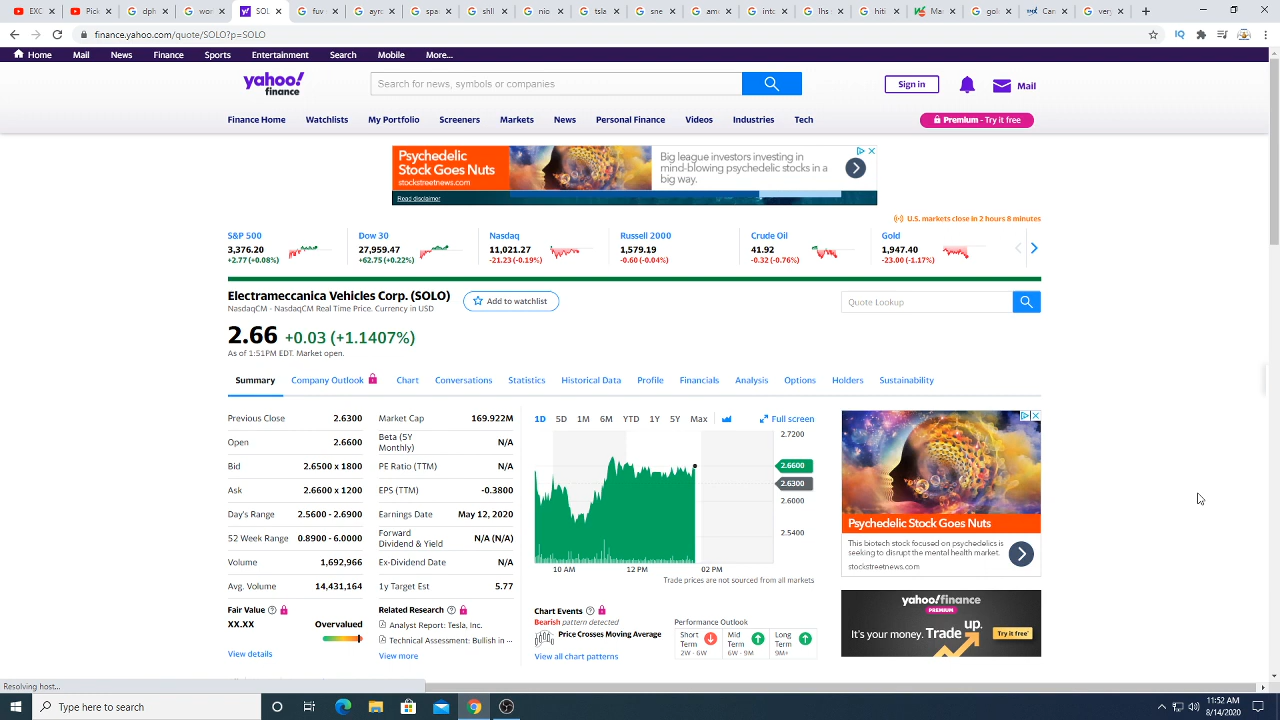 EXC
Pick
dph
SOL
Goo
inve
gree
Goo
Ma
Goo
fuv
ver
finance.yahoo.com/quote/SOLO?p=SOLO
Home Mail News Finance Sports Entertainment Search Mobile More...
yahoo! finance
Search for news, symbols or companies
Sign in
Mail
Finance Home Watchlists My Portfolio Screeners Markets News Personal Finance Videos Industries Tech
Premium - Try it free
Psychedelic Stock Goes Nuts
stockstreetnews.com
Big league investors investing in mind-blowing psychedelic stocks in a big way.
Read disclaimer
U.S. markets close in 2 hours 8 minutes
S&P 500 Dow 30 Nasdaq Russell 2000 Crude Oil Gold
3,376.20 27,959.47 11,021.27 1,579.19 41.92 1,947.40
+2.77 (+0.08%) +62.75 (+0.22%) -21.23 (-0.19%) -0.60 (-0.04%) -0.32 (-0.76%) -23.00 (-1.17%)
Electrameccanica Vehicles Corp. (SOLO)
Add to watchlist
Quote Lookup
NasdaqCM - NasdaqCM Real Time Price. Currency in USD
2.66 +0.03 (+1.1407%)
As of 1:51PM EDT. Market open.
Summary Company Outlook Chart Conversations Statistics Historical Data Profile Financials Analysis Options Holders Sustainability
Previous Close 2.6300
Open 2.6600
Bid 2.6500 x 1800
Ask 2.6600 x 1200
Day's Range 2.5600 - 2.6900
52 Week Range 0.8900 - 6.0000
Volume 1,692,966
Avg. Volume 14,431,164
Market Cap 169.922M
Beta (5Y Monthly) N/A
PE Ratio (TTM) N/A
EPS (TTM) -0.3800
Earnings Date May 12, 2020
Forward Dividend & Yield N/A (N/A)
Ex-Dividend Date N/A
1y Target Est 5.77
Fair Value
XX.XX Overvalued
View details
Related Research
Analyst Report: Tesla, Inc.
Technical Assessment: Bullish in ...
View more
1D 5D 1M 6M YTD 1Y 5Y Max
Full screen
2.7200
2.6600
2.6300
2.6000
2.5400
10 AM 12 PM 02 PM
Trade prices are not sourced from all markets
Chart Events
Bearish pattern detected
Price Crosses Moving Average
View all chart patterns
Performance Outlook
Short Term 2W - 6W
Mid Term 6W - 9M
Long Term 9M+
Psychedelic Stock Goes Nuts
This biotech stock focused on psychedelics is seeking to disrupt the mental health market.
stockstreetnews.com
yahoo!finance
PREMIUM
It's your money. Trade up.
Try it free*
Resolving host...
Type here to search
11:52 AM
8/14/2020